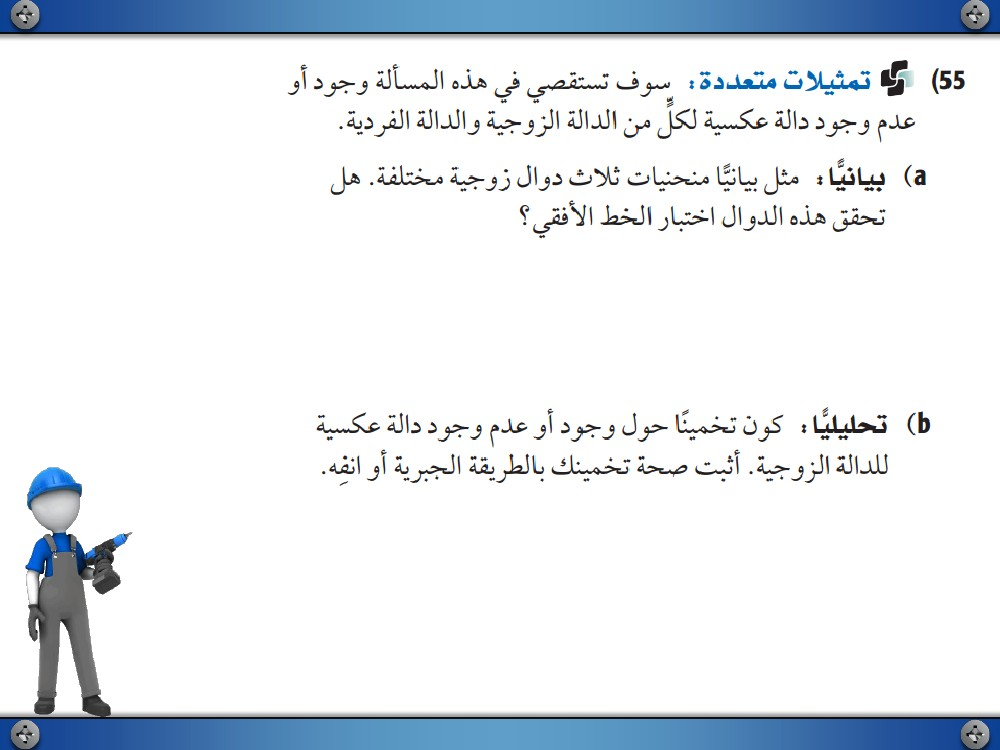 55) تمثيلات متعددة: سوف تستقصي في هذه المسألة وجود أو
عدم وجود دالة عكسية لكلٍّ من الدالة الزوجية والدالة الفردية.
a) بيانيًّا: مثل بيانيًّا منحنيات ثلاث دوال زوجية مختلفة. هل
تحقق هذه الدوال اختبار الخط الأفقي؟
b) تحليليًّا: كون تخمينًا حول وجود أو عدم وجود دالة عكسية
للدالة الزوجية. أثبت صحة تخمينك بالطريقة الجبرية أو انفِه.